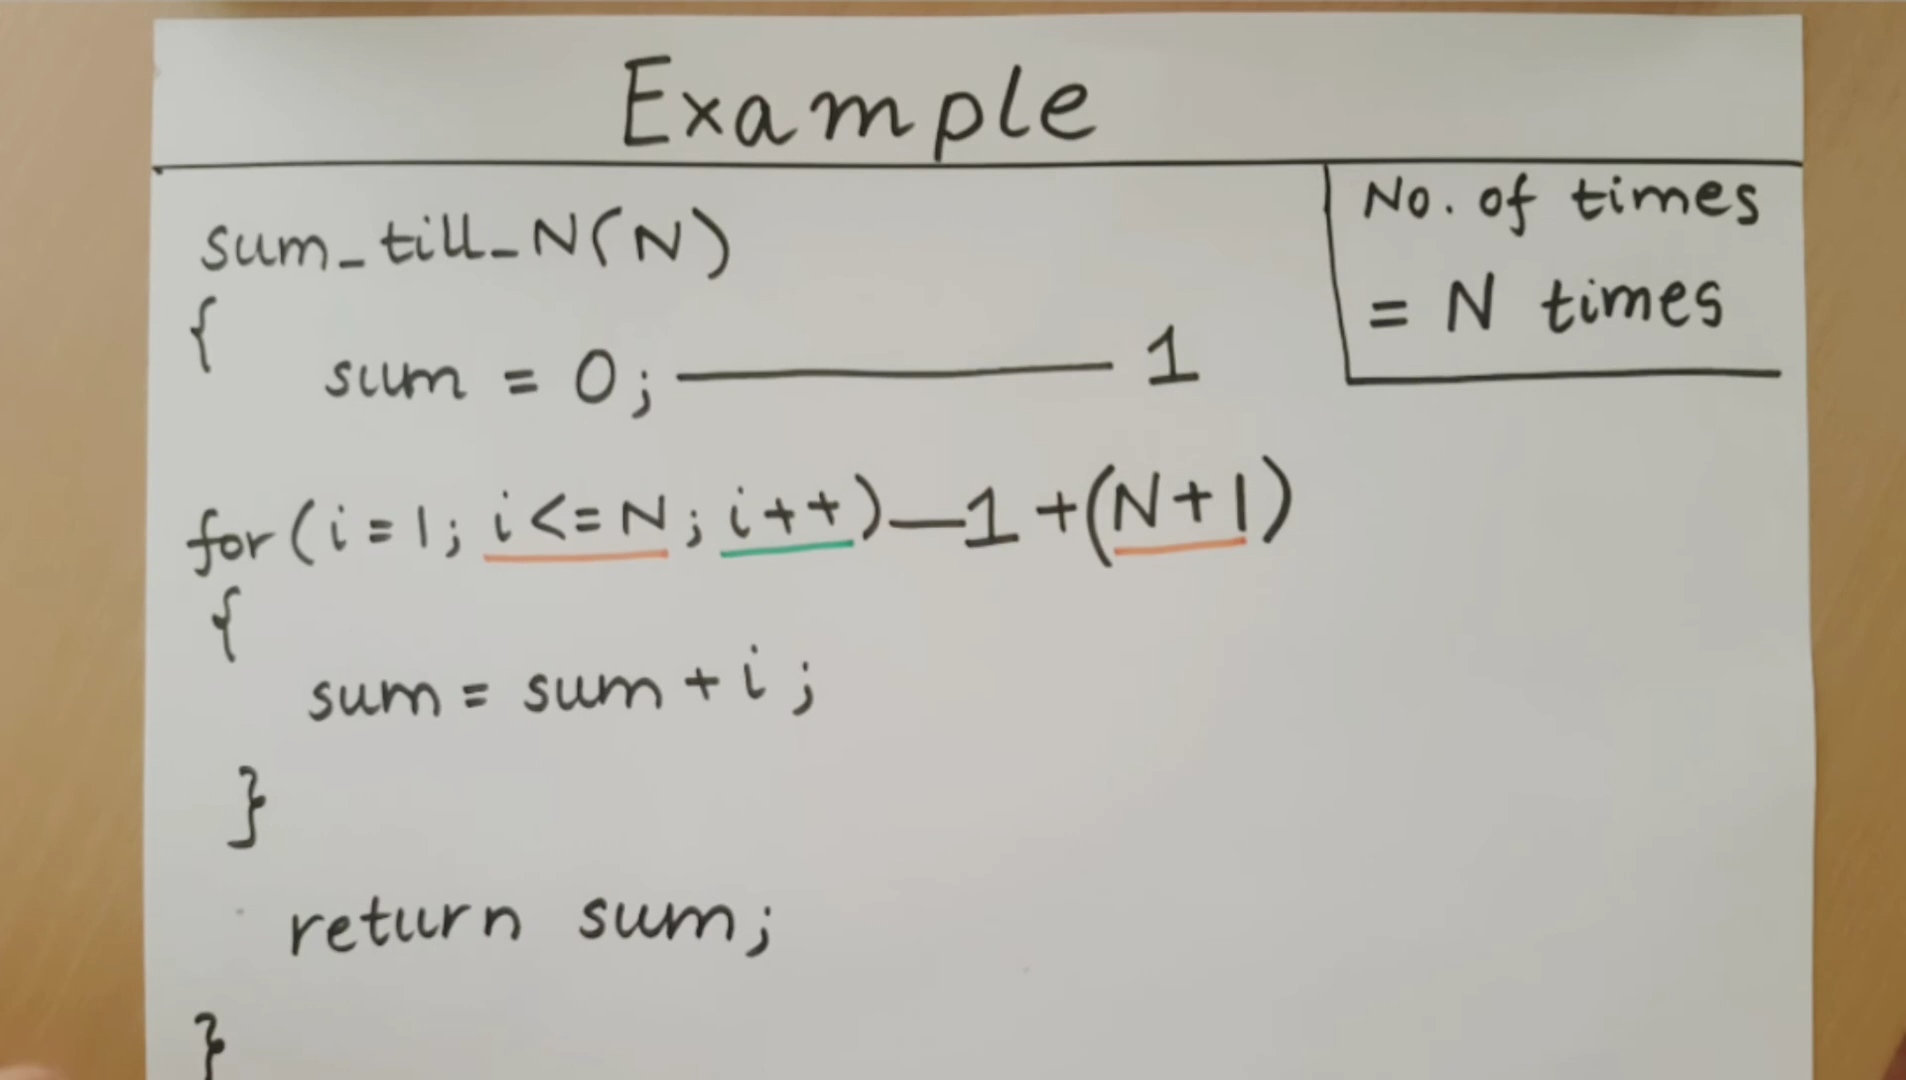 Example
No. of times
= N times
sum_till_N(N)
{
sum = 0; 1
for(i=1; i<=N; i++)—1+(N+1)
{
sum = sum + i;
}
return sum;
}